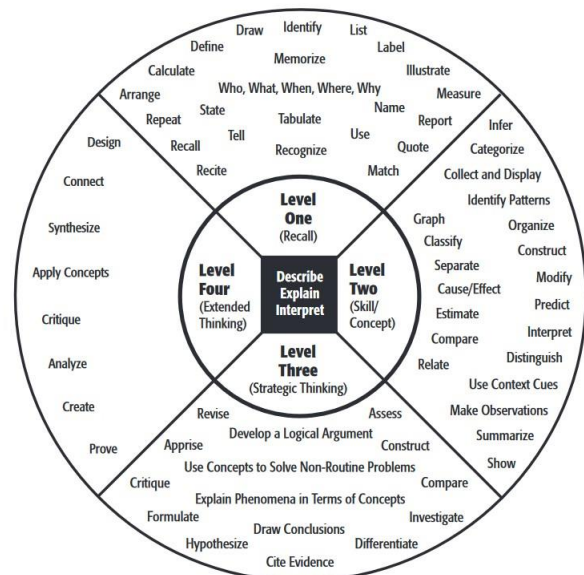 Draw
Identify
List
Define
Label
Memorize
Calculate
Illustrate
Who, What, When, Where, Why
Arrange
Measure
State
Name
Repeat
Tabulate
Report
Tell
Use
Recall
Recognize
Quote
Recite
Match
Level
One
(Recall)
Infer
Categorize
Collect and Display
Identify Patterns
Graph
Organize
Classify
Construct
Separate
Modify
Cause/Effect
Predict
Estimate
Interpret
Compare
Distinguish
Relate
Use Context Cues
Make Observations
Summarize
Show
Level
Two
(Skill/
Concept)
Describe
Explain
Interpret
Level
Three
(Strategic Thinking)
Revise
Assess
Develop a Logical Argument
Apprise
Construct
Use Concepts to Solve Non-Routine Problems
Critique
Compare
Explain Phenomena in Terms of Concepts
Formulate
Investigate
Draw Conclusions
Hypothesize
Differentiate
Cite Evidence
Level
Four
(Extended
Thinking)
Design
Connect
Synthesize
Apply Concepts
Critique
Analyze
Create
Prove